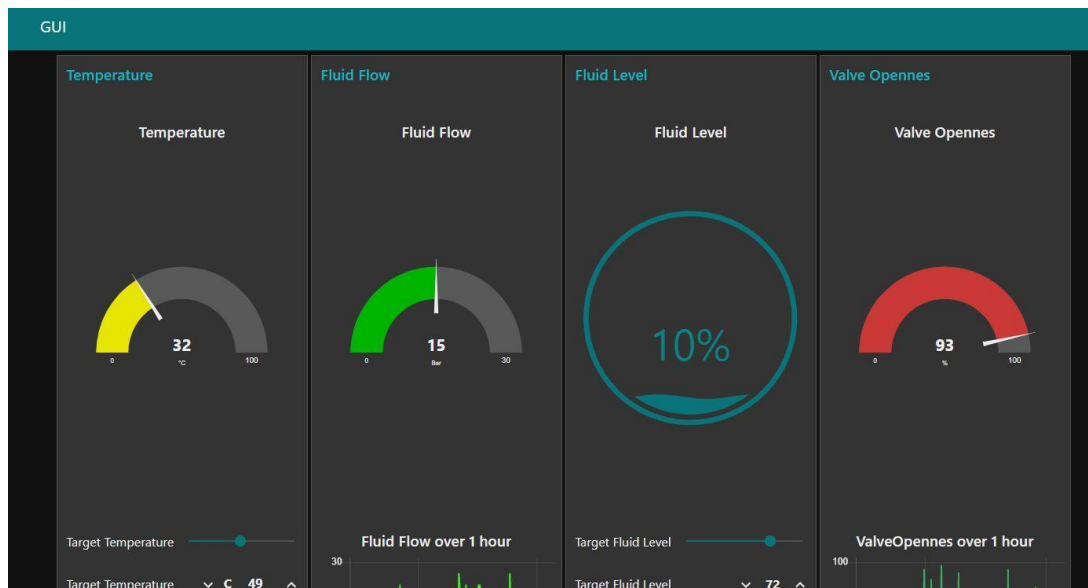 GUI
Temperature
Temperature
32
°C
0
100
Target Temperature
Target Temperature C 49
Fluid Flow
Fluid Flow
15
Bar
0
30
Fluid Flow over 1 hour
30
Fluid Level
Fluid Level
10%
Target Fluid Level
Target Fluid Level 72
Valve Opennes
Valve Opennes
93
%
0
100
ValveOpennes over 1 hour
100